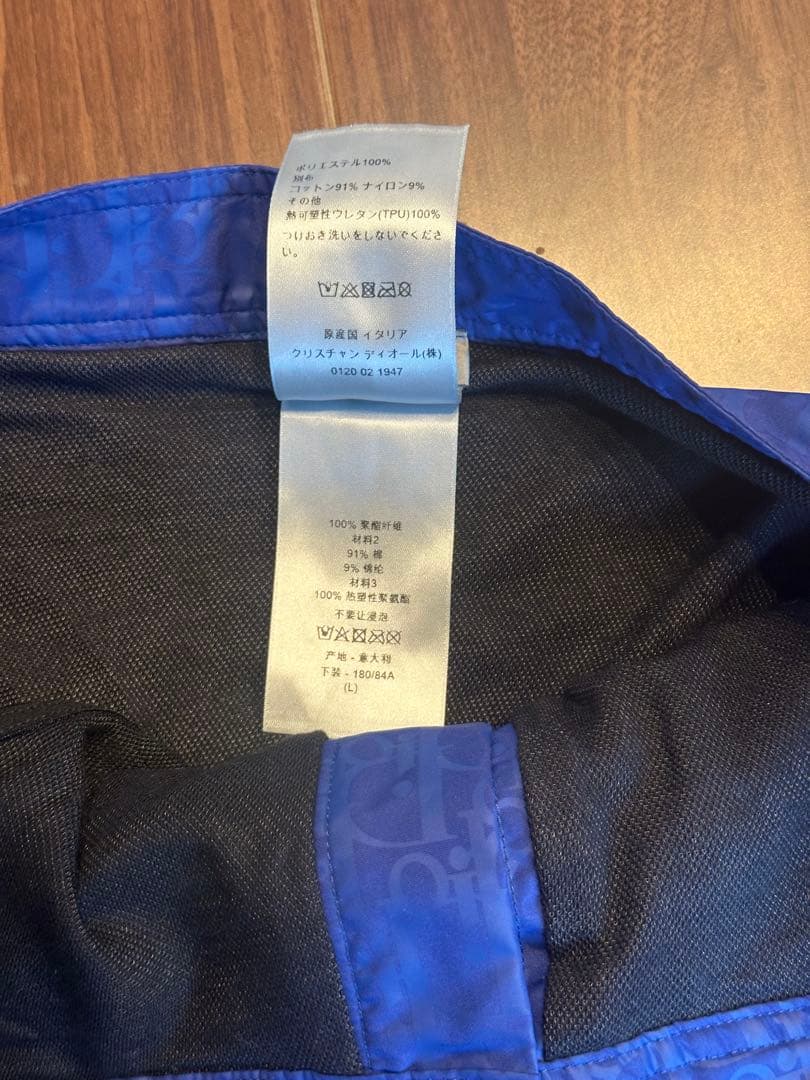 ポリエステル100%
別布
コットン91% ナイロン9%
その他
熱可塑性ウレタン(TPU)100%
つけおき洗いをしないでくださ
い。
原産国 イタリア
クリスチャン ディオール(株)
0120 02 1947
100% 聚酯纤维
材料2
91% 棉
9% 锦纶
材料3
100% 热塑性聚氨酯
不要让浸泡
产地 - 意大利
下装 - 180/84A
(L)